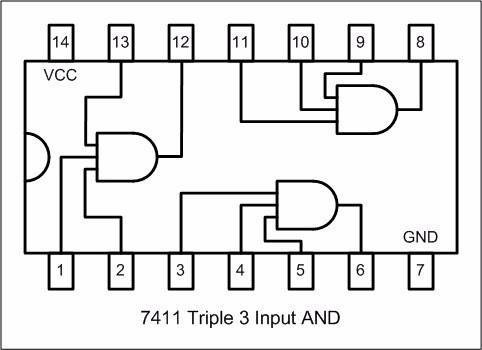 14 13 12 11 10 9 8
VCC
GND
1 2 3 4 5 6 7
7411 Triple 3 Input AND